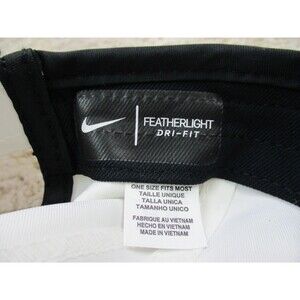 FEATHERLIGHT
DRI-FIT
ONE SIZE FITS MOST
TAILLE UNIQUE
TALLA UNICA
TAMANHO UNICO
FABRIQUE AU VIETNAM
HECHO EN VIETNAM
MADE IN VIETNAM